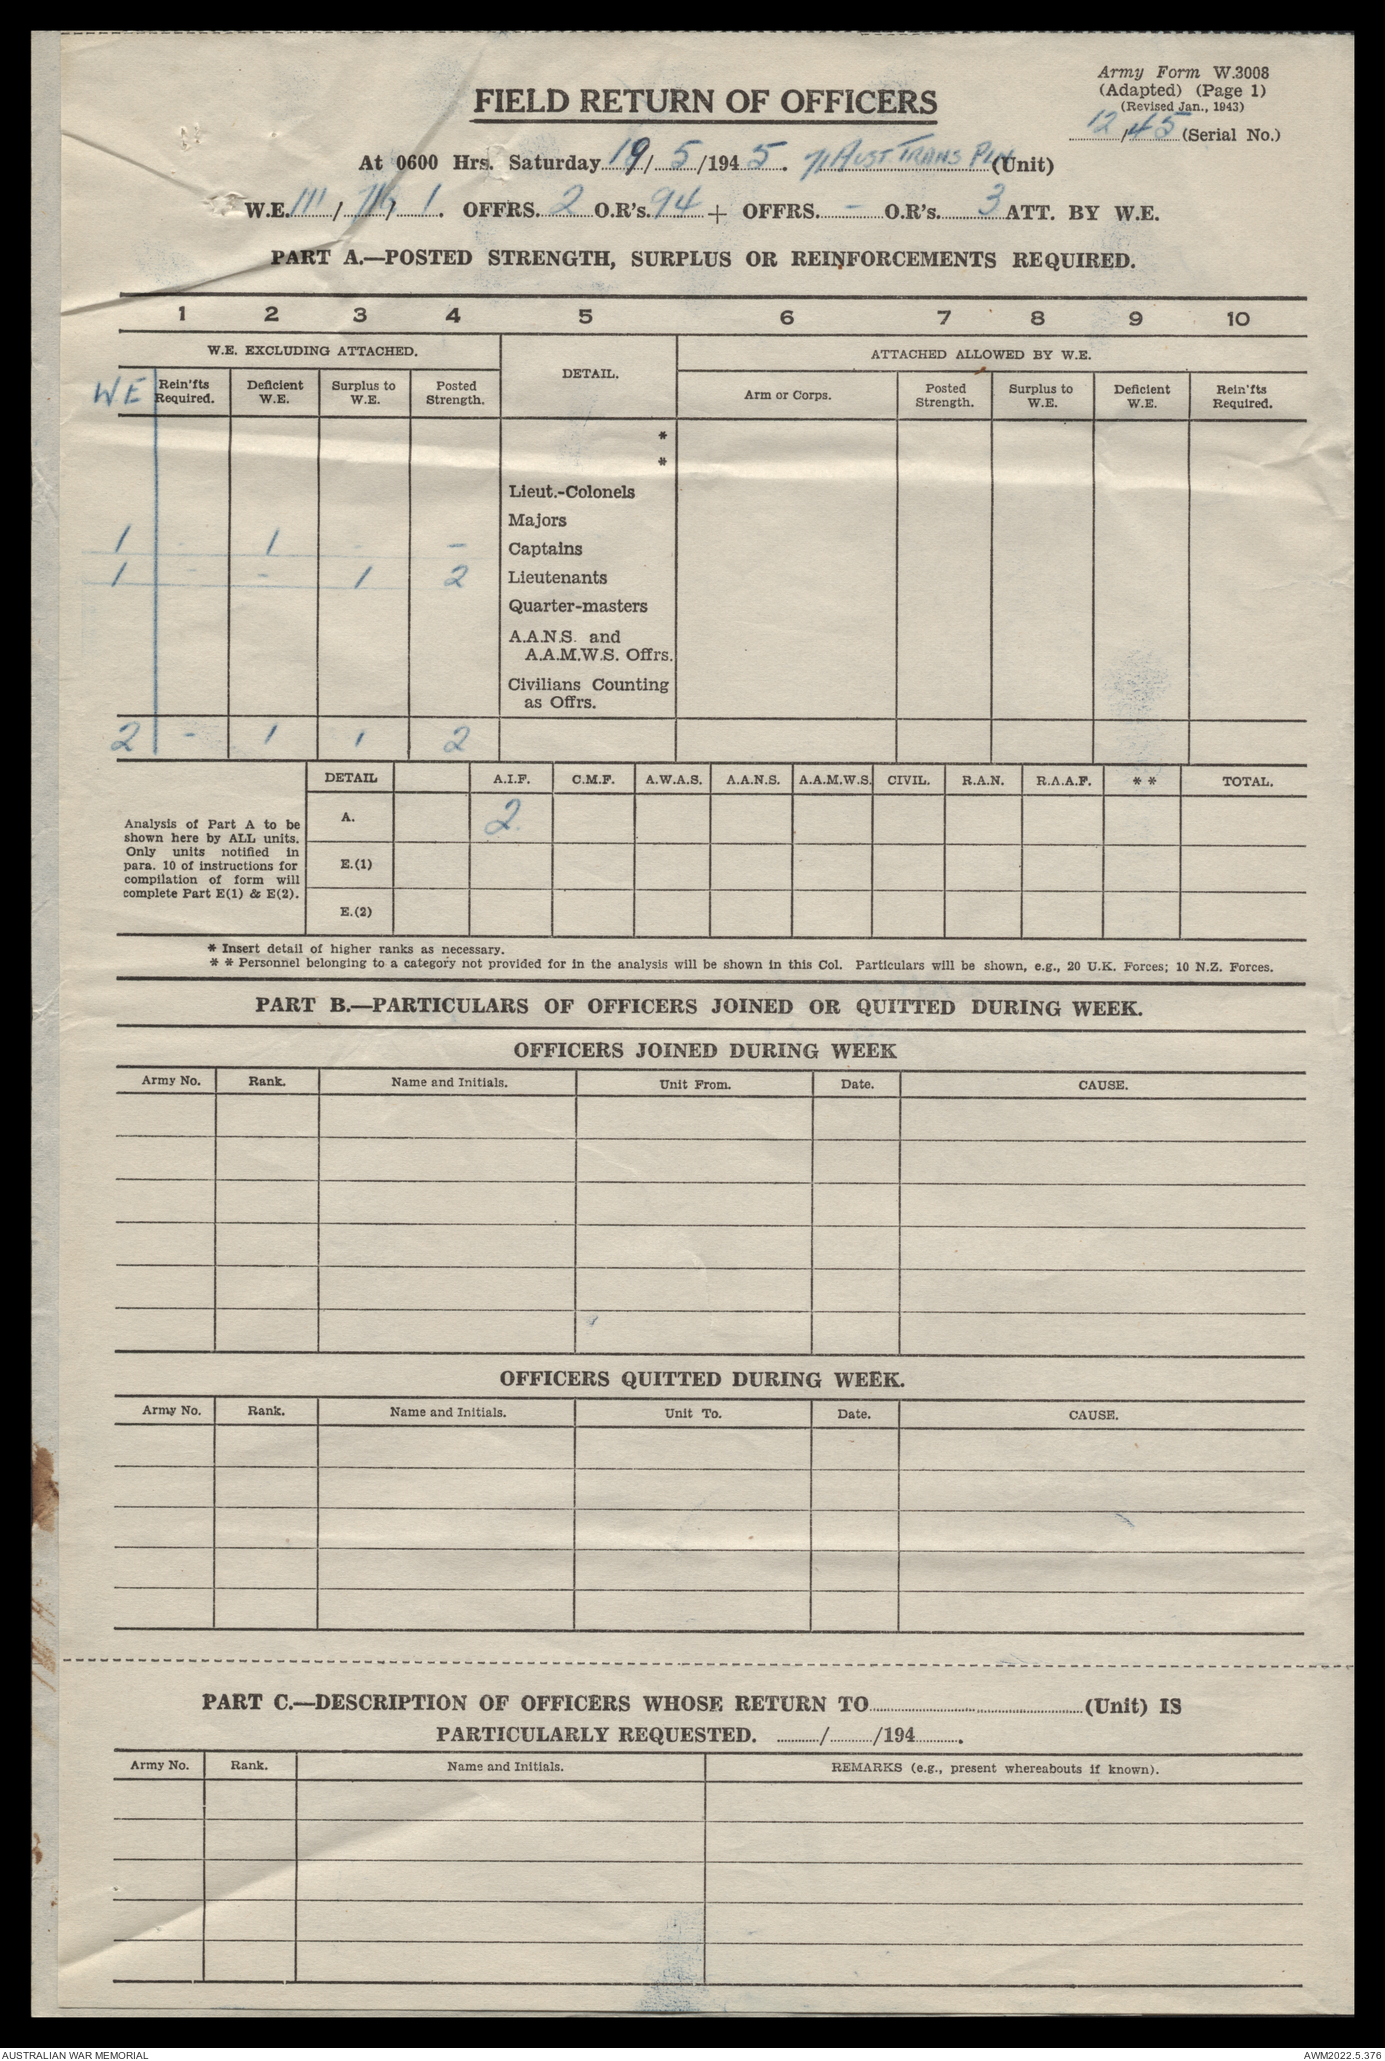 Army Form W.3008
(Adapted) (Page 1)
(Revised Jan., 1943)
12/45 (Serial No.)
FIELD RETURN OF OFFICERS
At 0600 Hrs. Saturday 19/5/1945. 71 AUST. TRANS PLN (Unit)
W.E. III / / 1. OFFRS. 2 O.R's. 94 + OFFRS. - O.R's. 3 ATT. BY W.E.
PART A.—POSTED STRENGTH, SURPLUS OR REINFORCEMENTS REQUIRED.
1 2 3 4 5 6 7 8 9 10
W.E. EXCLUDING ATTACHED. DETAIL. ATTACHED ALLOWED BY W.E.
WE Rein'fts Required. Deficient W.E. Surplus to W.E. Posted Strength. Arm or Corps. Posted Strength. Surplus to W.E. Deficient W.E. Rein'fts Required.
*
*
Lieut.-Colonels
Majors
1 - 1 - - Captains
1 - - 1 2 Lieutenants
Quarter-masters
A.A.N.S. and
A.A.M.W.S. Offrs.
Civilians Counting
as Offrs.
2 - 1 1 2
DETAIL A.I.F. C.M.F. A.W.A.S. A.A.N.S. A.A.M.W.S. CIVIL. R.A.N. R.A.A.F. * * TOTAL.
Analysis of Part A to be
shown here by ALL units.
Only units notified in
para. 10 of instructions for
compilation of form will
complete Part E(1) & E(2).
A. 2.
E.(1)
E.(2)
* Insert detail of higher ranks as necessary.
* * Personnel belonging to a category not provided for in the analysis will be shown in this Col. Particulars will be shown, e.g., 20 U.K. Forces; 10 N.Z. Forces.
PART B.—PARTICULARS OF OFFICERS JOINED OR QUITTED DURING WEEK.
OFFICERS JOINED DURING WEEK
Army No. Rank. Name and Initials. Unit From. Date. CAUSE.
OFFICERS QUITTED DURING WEEK.
Army No. Rank. Name and Initials. Unit To. Date. CAUSE.
PART C.—DESCRIPTION OF OFFICERS WHOSE RETURN TO (Unit) IS
PARTICULARLY REQUESTED. / /194 .
Army No. Rank. Name and Initials. REMARKS (e.g., present whereabouts if known).
AUSTRALIAN WAR MEMORIAL AWM2022.5.376